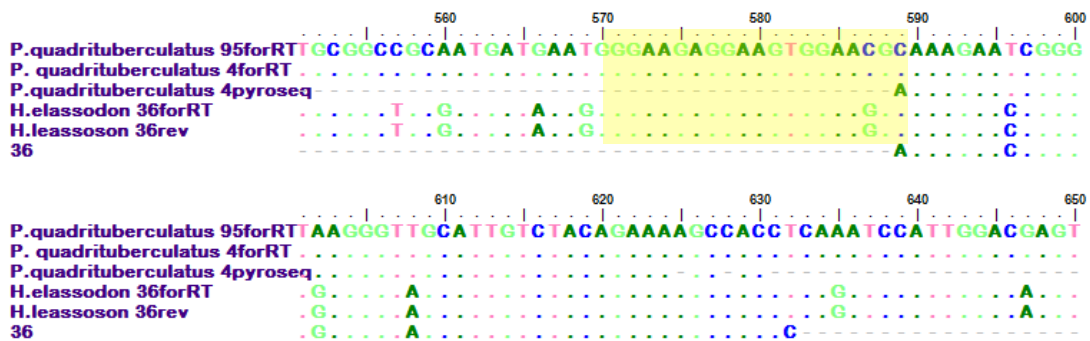 560 570 580 590 600
P.quadrituberculatus 95forRT TGCGGCCGCAATGATGAATGGGAAGAGGAAGTGGAACGCAAAGAATCGGG
P. quadrituberculatus 4forRT ..................................................
P.quadrituberculatus 4pyroseq --------------------------------------A...........
H.elassodon 36forRT ......T..G.....A..G.................G........C....
H.leassoson 36rev ......T..G.....A..G.................G........C....
36 --------------------------------------A......C....
610 620 630 640 650
P.quadrituberculatus 95forRT TAAGGGTTGCATTGTCTACAGAAAAGCCACCTCAAATCCATTGGACGAGT
P. quadrituberculatus 4forRT ..................................................
P.quadrituberculatus 4pyroseq ..............................--------------------
H.elassodon 36forRT .G.....A..........................G...........A...
H.leassoson 36rev .G.....A..........................G...........A...
36 .G.....A.......................C------------------